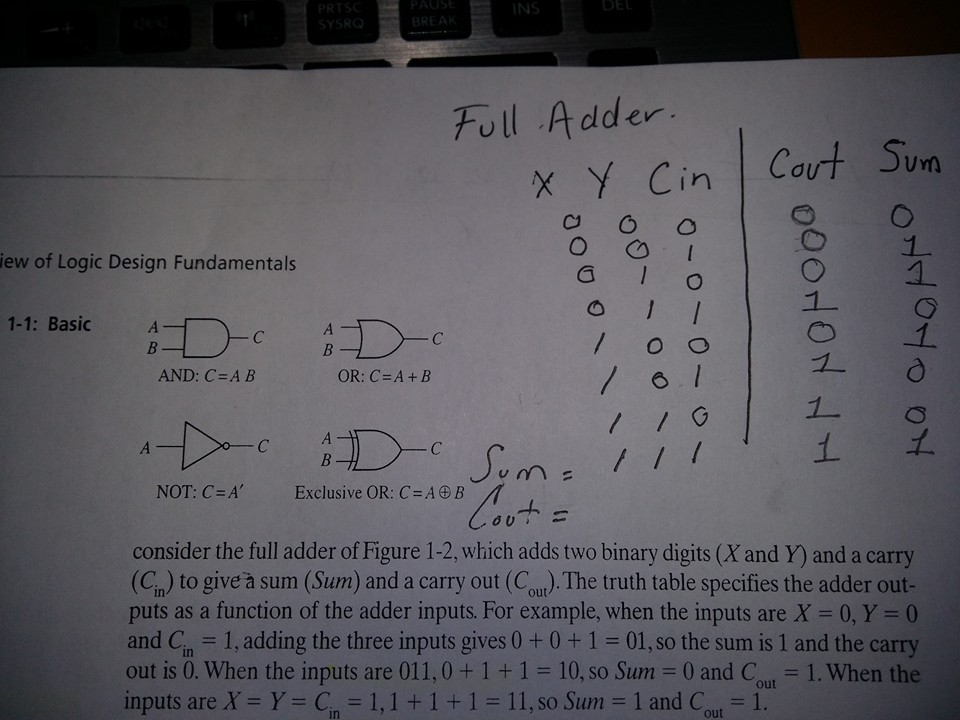 PRTSC
SYSRQ
PAUSE
BREAK
INS
DEL
Full Adder.
X Y Cin Cout Sum
0 0 0 0 0
0 0 1 0 1
0 1 0 0 1
0 1 1 1 0
1 0 0 0 1
1 0 1 1 0
1 1 0 1 0
1 1 1 1 1
Sum =
Cout =
iew of Logic Design Fundamentals
1-1: Basic
A
B
C
AND: C=A B
A
B
C
OR: C=A+B
A
C
NOT: C=A′
A
B
C
Exclusive OR: C=A⊕B
consider the full adder of Figure 1-2, which adds two binary digits (X and Y) and a carry
(Cin) to give a sum (Sum) and a carry out (Cout). The truth table specifies the adder out-
puts as a function of the adder inputs. For example, when the inputs are X = 0, Y = 0
and Cin = 1, adding the three inputs gives 0 + 0 + 1 = 01, so the sum is 1 and the carry
out is 0. When the inputs are 011, 0 + 1 + 1 = 10, so Sum = 0 and Cout = 1. When the
inputs are X = Y = Cin = 1, 1 + 1 + 1 = 11, so Sum = 1 and Cout = 1.